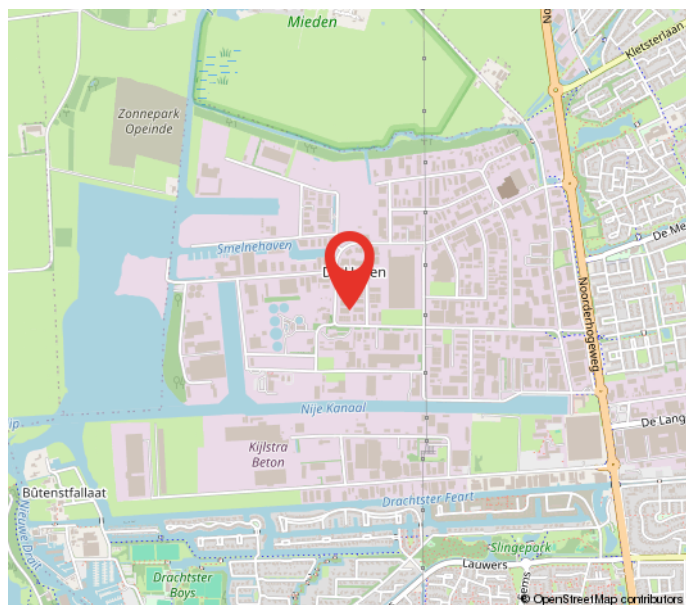 Mieden
Kletsterlaan
Zonnepark
Opeinde
De Me
Smelnehaven
Noorderhogeweg
Nije Kanaal
De Lang
Kijlstra
Beton
Bûtenstfallaat
Drachtster Feart
Slingepark
Lauwers
Drachtster
Boys
© OpenStreetMap contributors